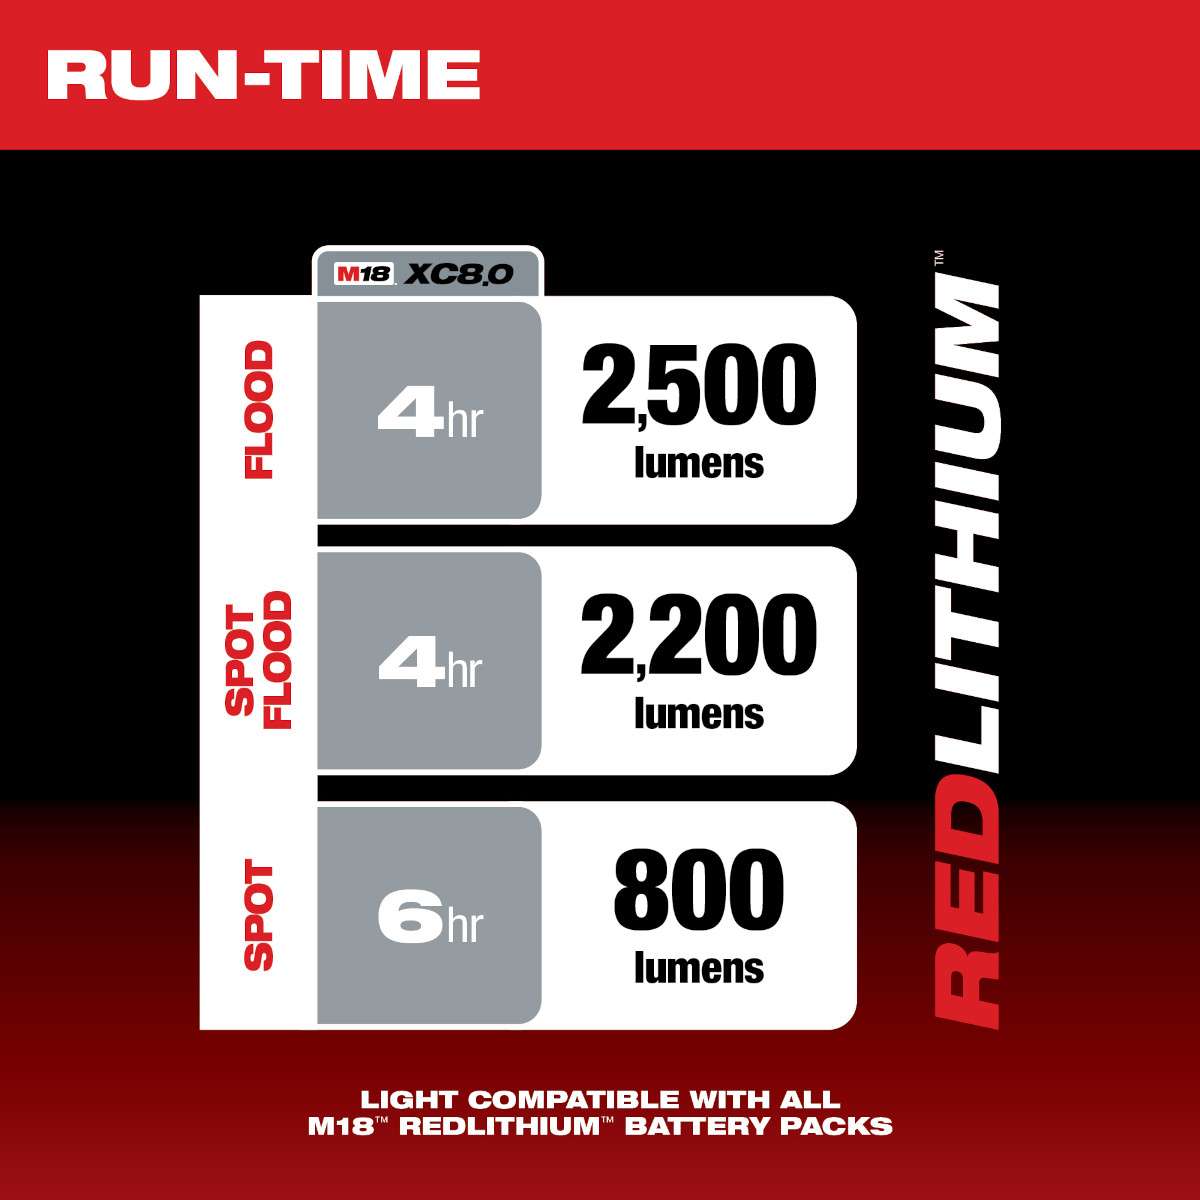 RUN-TIME
M18™ XC8.0
FLOOD
4hr
2,500
lumens
SPOT
FLOOD
4hr
2,200
lumens
SPOT
6hr
800
lumens
REDLITHIUM™
LIGHT COMPATIBLE WITH ALL
M18™ REDLITHIUM™ BATTERY PACKS